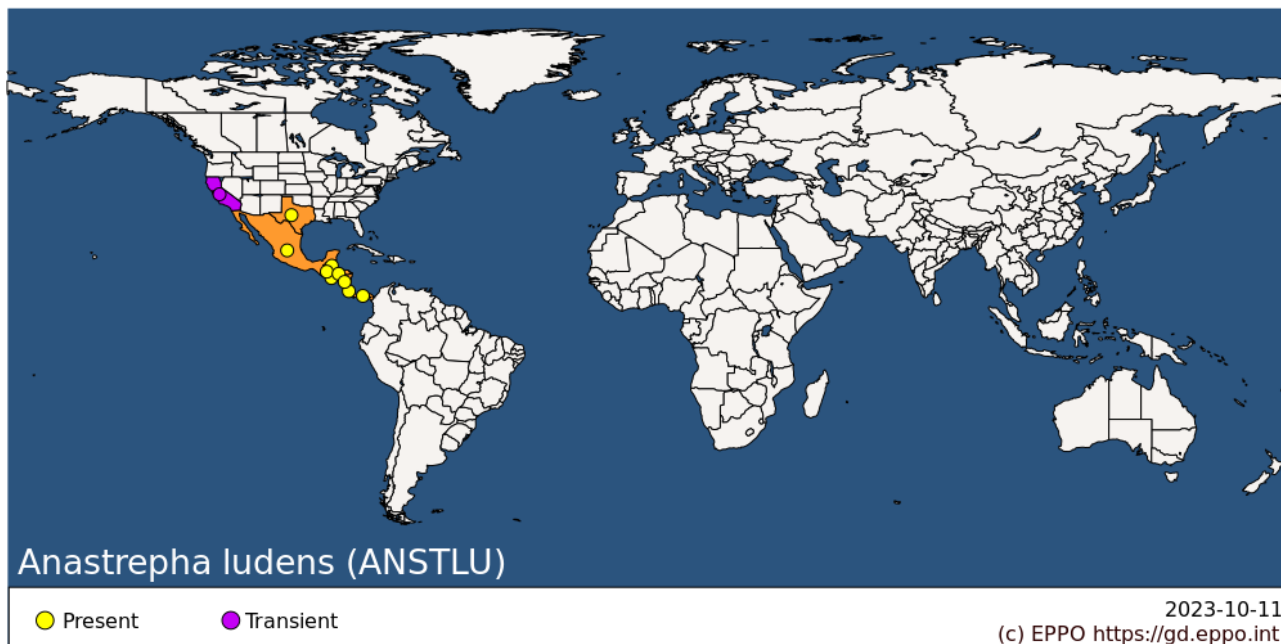 Anastrepha ludens (ANSTLU)
Present
Transient
2023-10-11
(c) EPPO https://gd.eppo.int